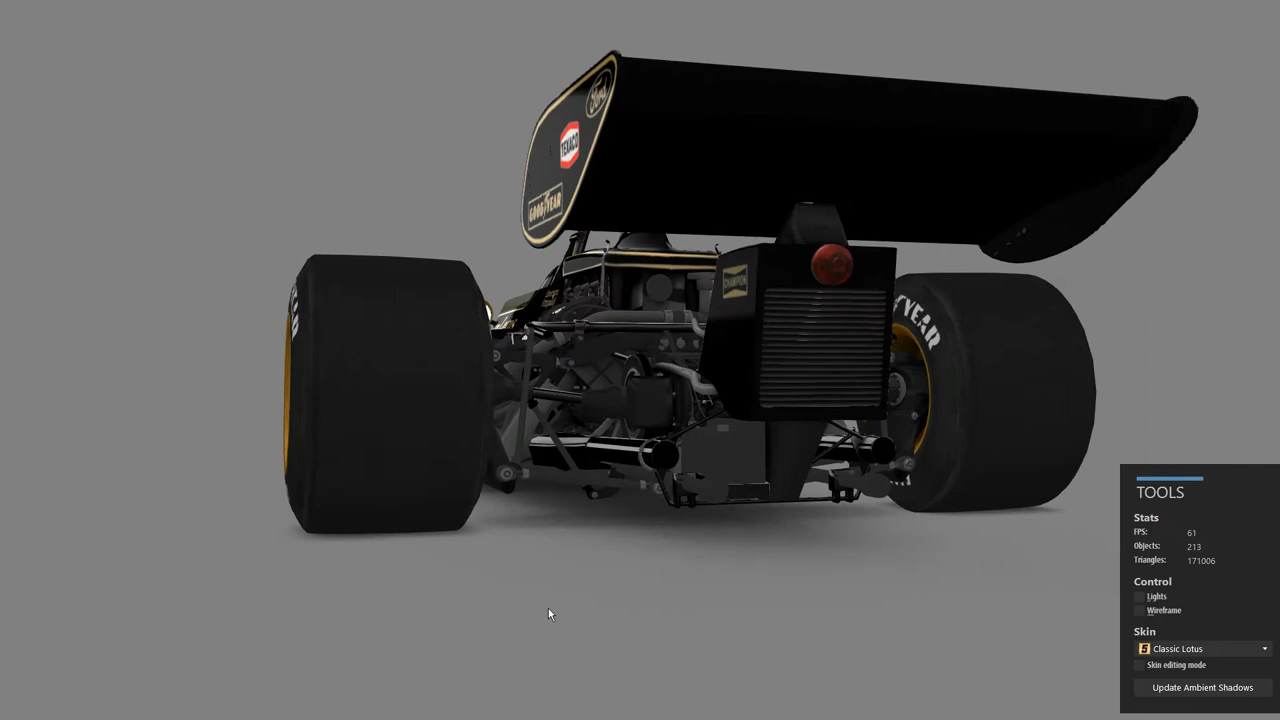 Ford
TEXACO
GOODYEAR
CHAMPION
YEAR
TOOLS
Stats
FPS: 61
Objects: 213
Triangles: 171006
Control
Lights
Wireframe
Skin
5 Classic Lotus
Skin editing mode
Update Ambient Shadows